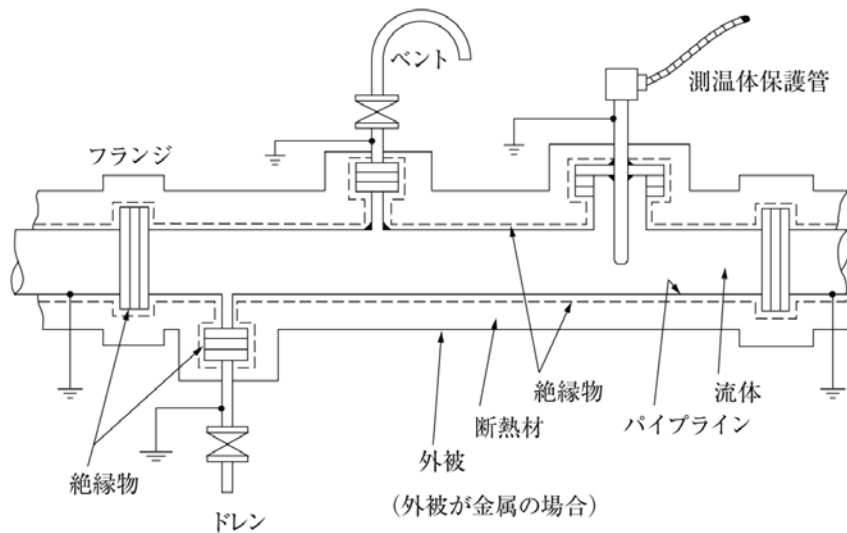 ベント
測温体保護管
フランジ
絶縁物
流体
パイプライン
断熱材
外被
絶縁物
(外被が金属の場合)
ドレン